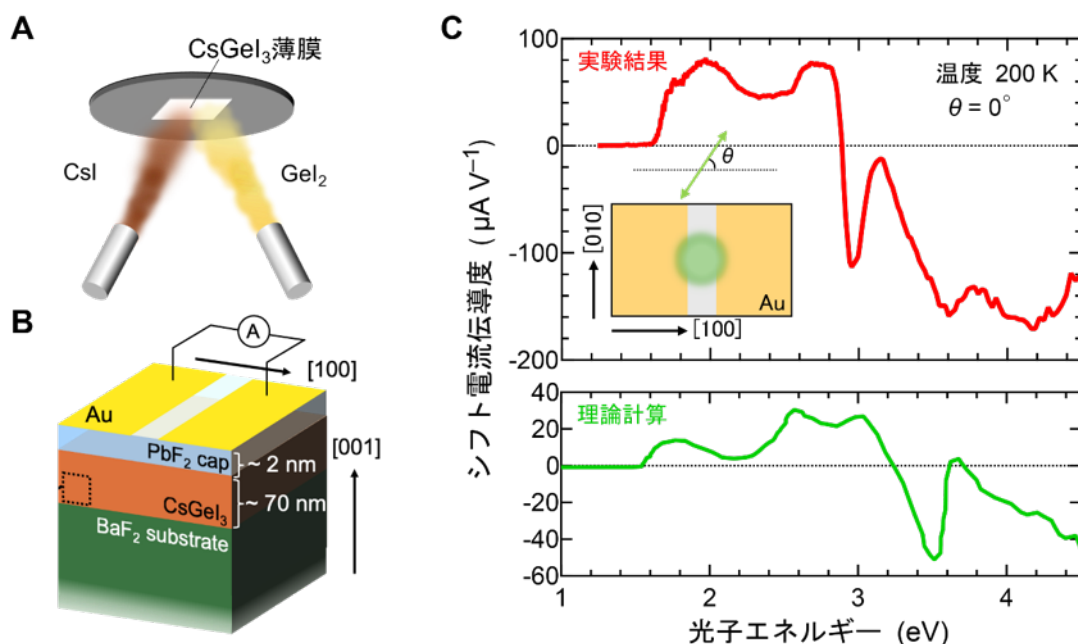 A
CsGeI₃薄膜
CsI
GeI₂
B
A
[100]
Au
PbF₂ cap
~ 2 nm
[001]
CsGeI₃
~ 70 nm
BaF₂ substrate
C
シフト電流伝導度 (μA V⁻¹)
100
0
-100
-200
実験結果
温度 200 K
θ = 0°
θ
[010]
Au
[100]
40
20
0
-20
-40
-60
理論計算
1
2
3
4
光子エネルギー (eV)